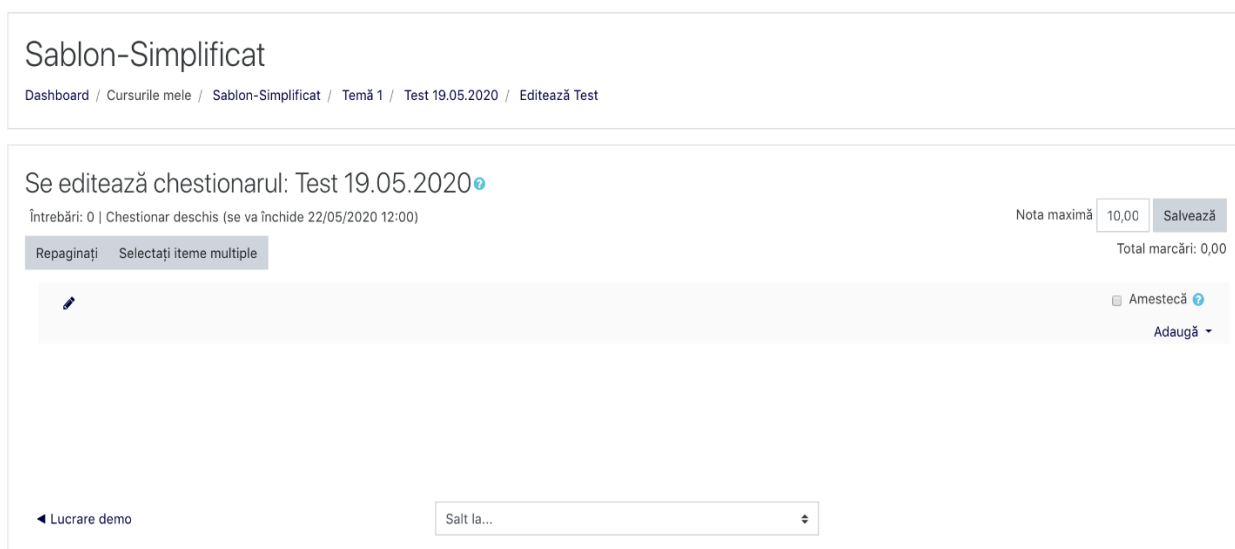 Sablon-Simplificat
Dashboard / Cursurile mele / Sablon-Simplificat / Temă 1 / Test 19.05.2020 / Editează Test
Se editează chestionarul: Test 19.05.2020
Întrebări: 0 | Chestionar deschis (se va închide 22/05/2020 12:00)
Nota maximă 10,00 Salvează
Repaginați Selectați iteme multiple
Total marcări: 0,00
Amestecă
Adaugă
Lucrare demo
Salt la...